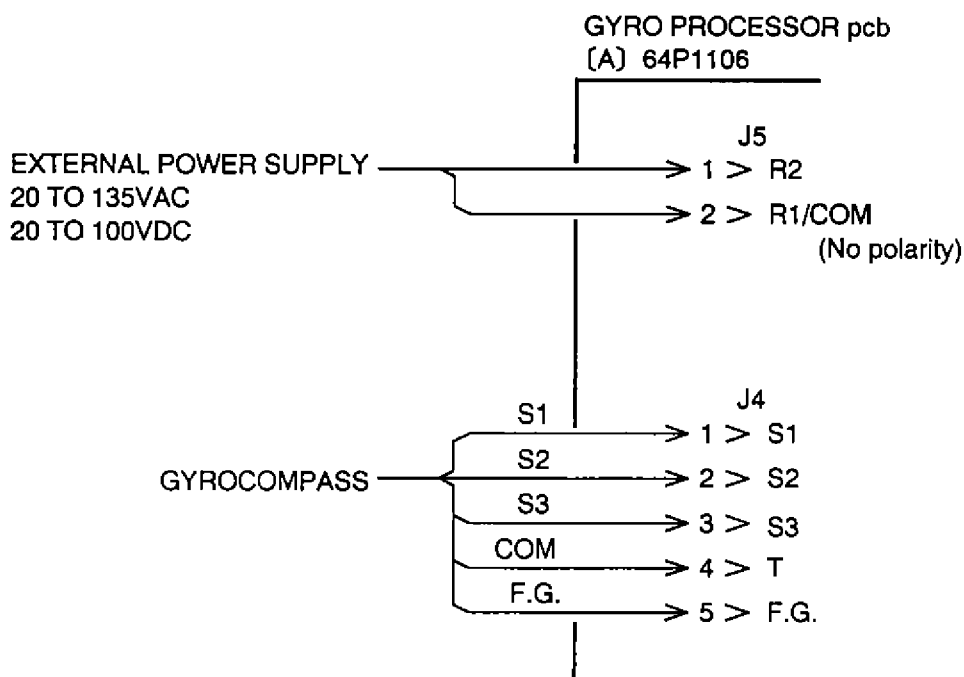 GYRO PROCESSOR pcb
(A) 64P1106
J5
EXTERNAL POWER SUPPLY
20 TO 135VAC
20 TO 100VDC
1 > R2
2 > R1/COM
(No polarity)
J4
GYROCOMPASS
S1 1 > S1
S2 2 > S2
S3 3 > S3
COM 4 > T
F.G. 5 > F.G.